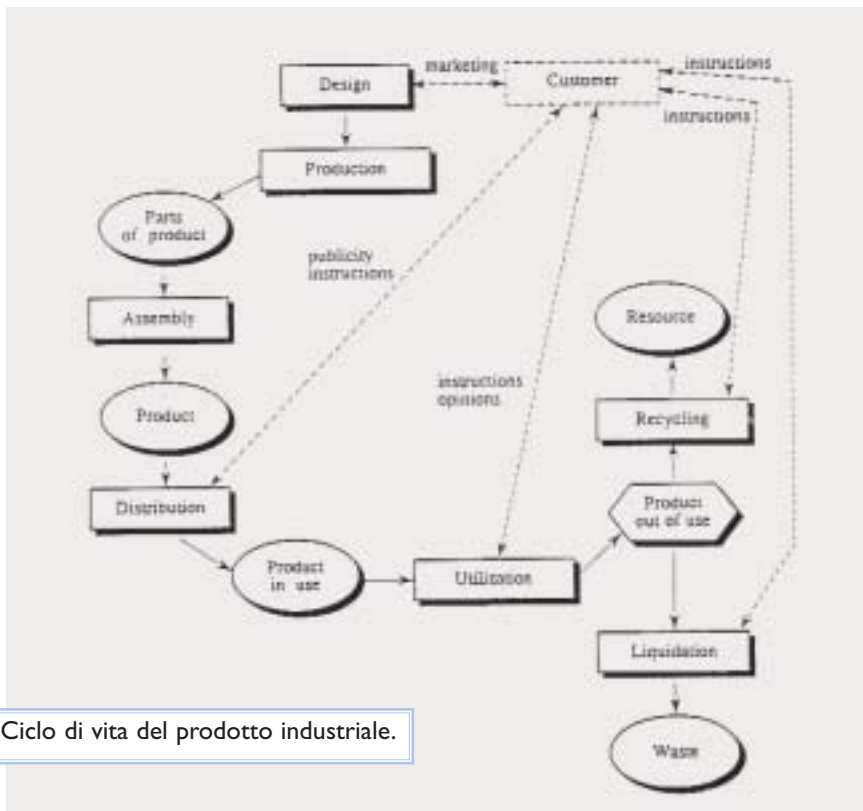 Design
marketing
Customer
instructions
instructions
Production
Parts
of product
publicity
instructions
Assembly
Resource
instructions
opinions
Product
Recycling
Distribution
Product
out of use
Product
in use
Utilization
Liquidation
Ciclo di vita del prodotto industriale.
Waste